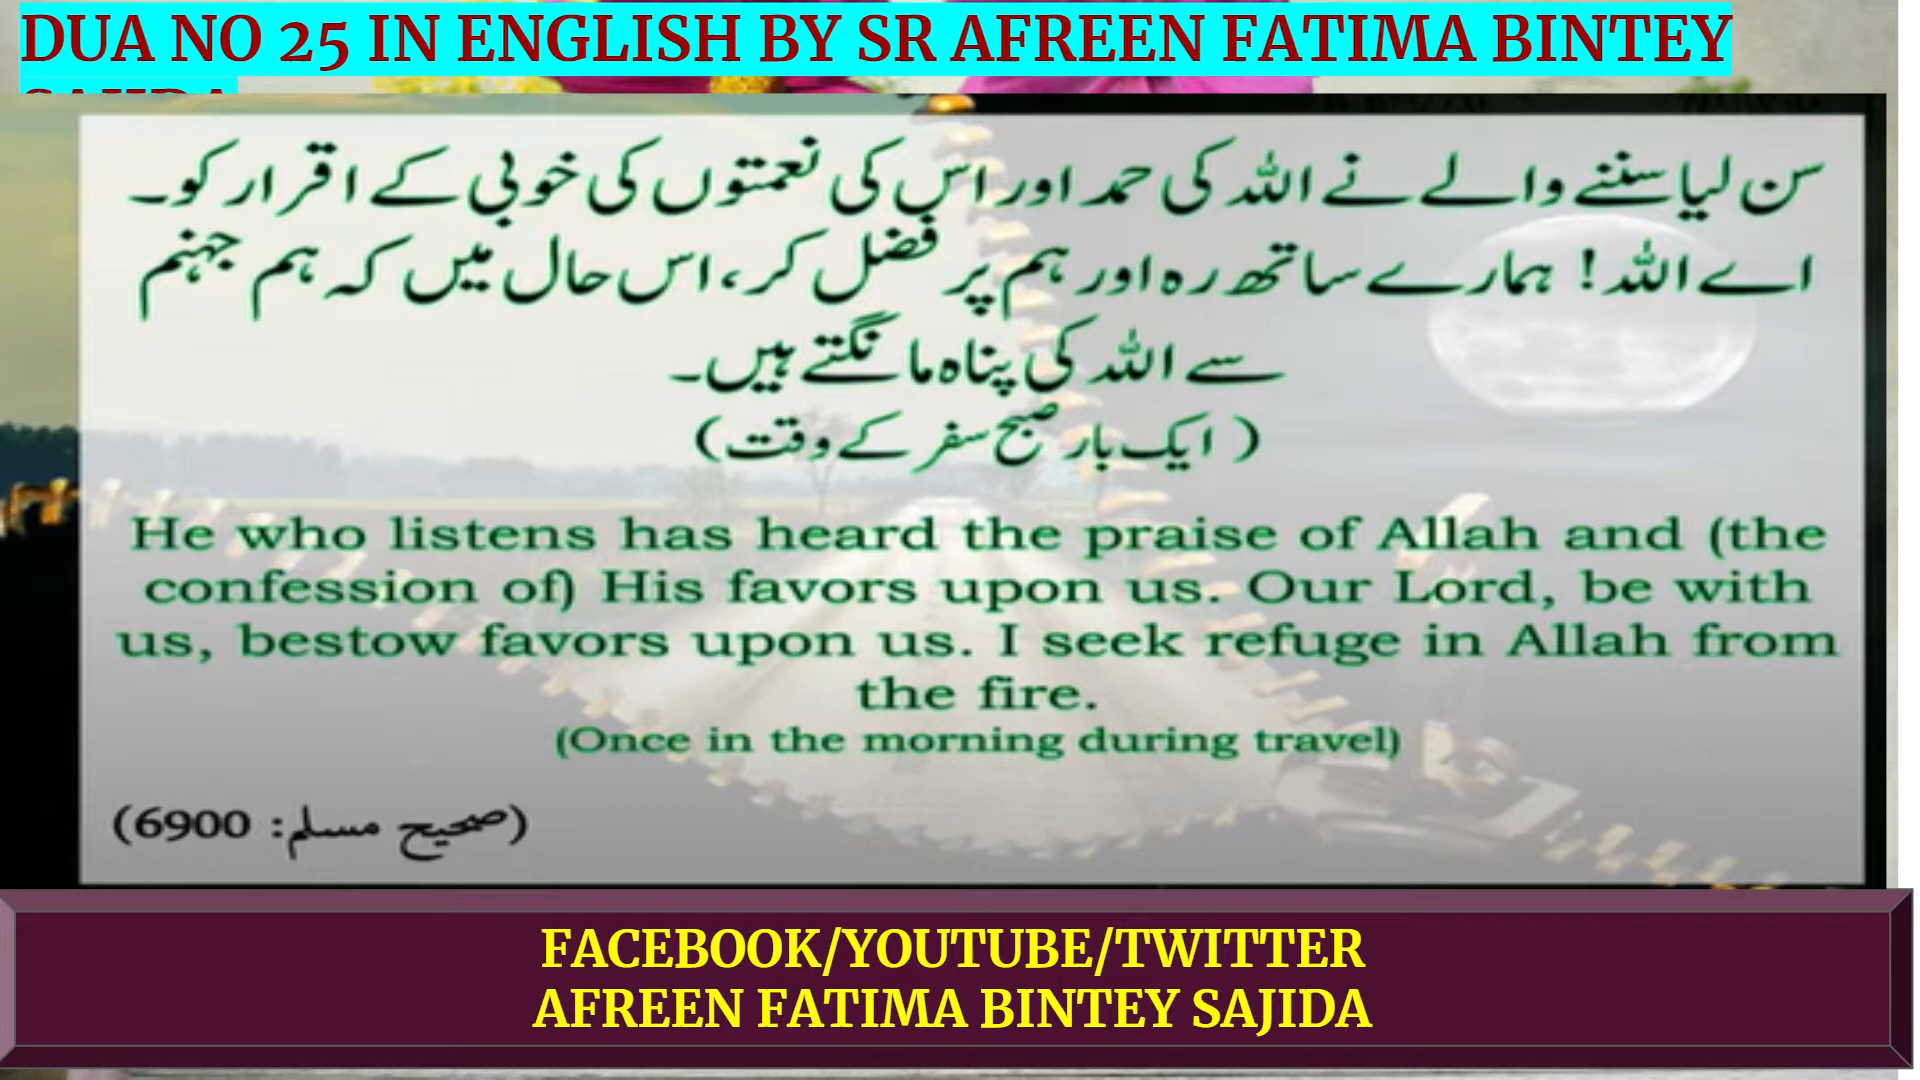 DUA NO 25 IN ENGLISH BY SR AFREEN FATIMA BINTEY
SAJIDA
سن لیا سننے والے نے اللہ کی حمد اور اس کی نعمتوں کی خوبی کے اقرار کو۔
اے اللہ! ہمارے ساتھ رہ اور ہم پر فضل کر، اس حال میں کہ ہم جہنم
سے اللہ کی پناہ مانگتے ہیں۔
( ایک بار صبح سفر کے وقت)
He who listens has heard the praise of Allah and (the
confession of) His favors upon us. Our Lord, be with
us, bestow favors upon us. I seek refuge in Allah from
the fire.
(Once in the morning during travel)
(صحیح مسلم: 6900)
FACEBOOK/YOUTUBE/TWITTER
AFREEN FATIMA BINTEY SAJIDA